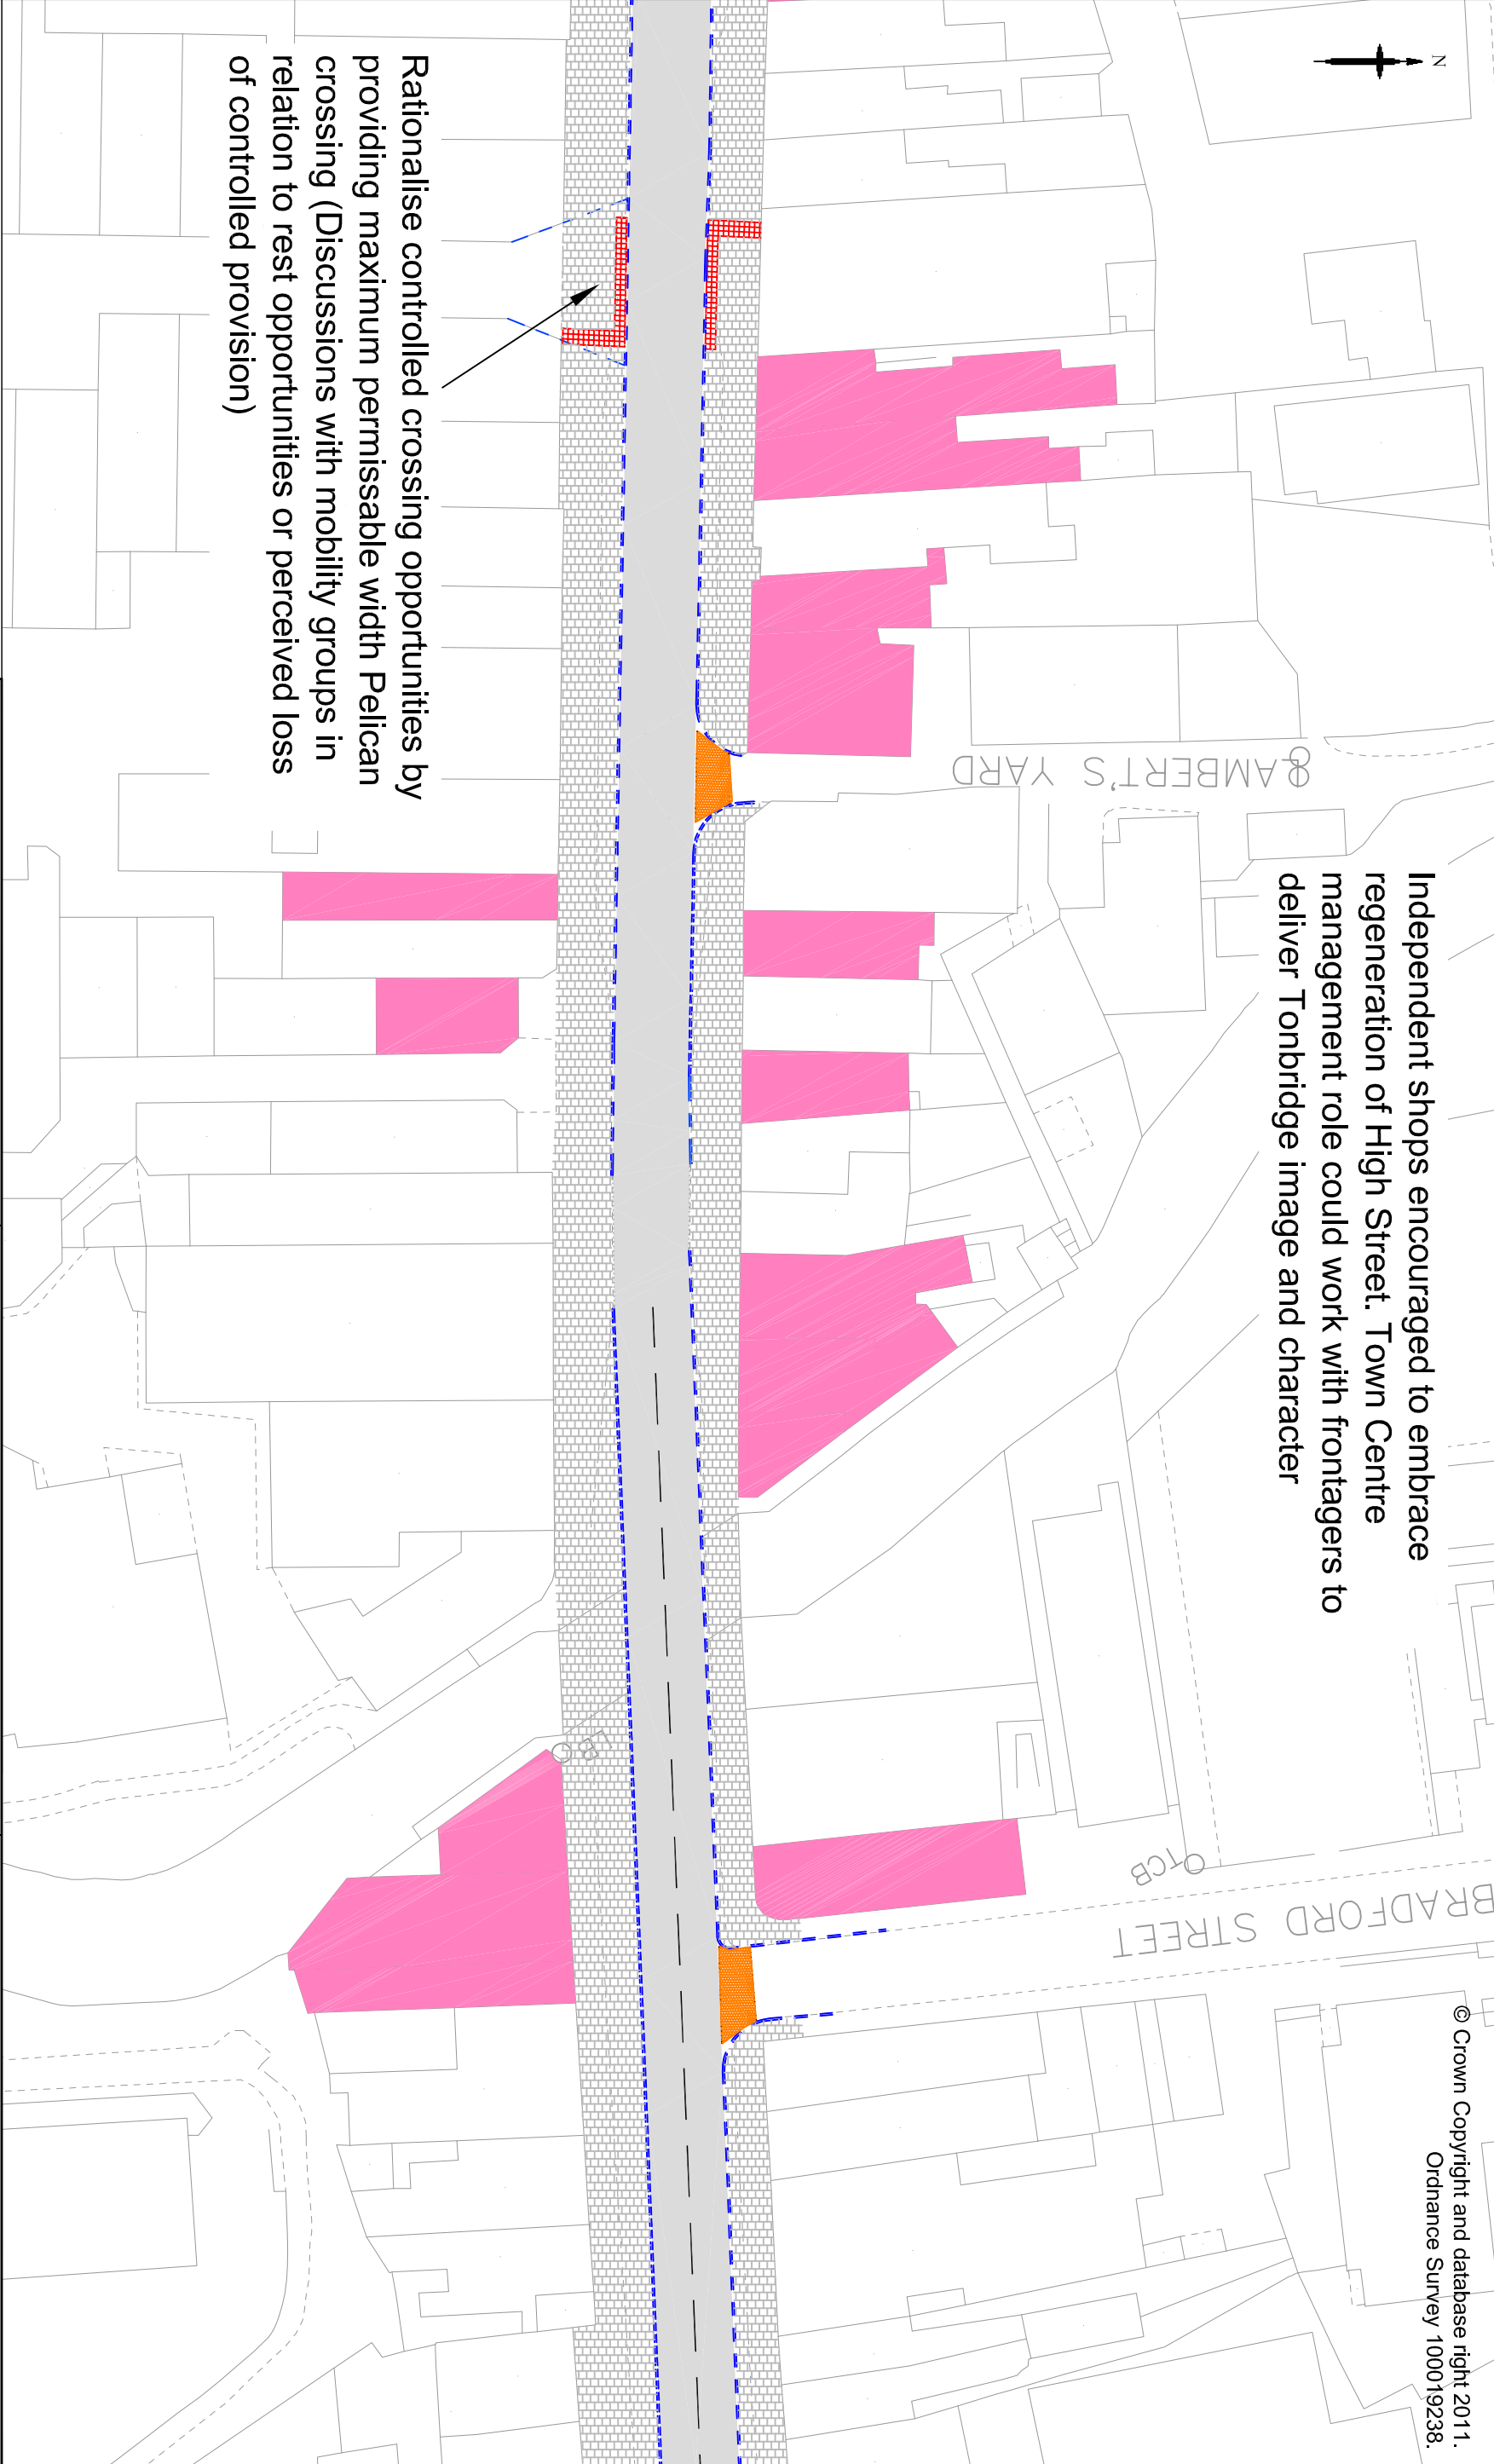 N
Rationalise controlled crossing opportunities by
providing maximum permissable width Pelican
crossing (Discussions with mobility groups in
relation to rest opportunities or perceived loss
of controlled provision)
LAMBERT'S YARD
Independent shops encouraged to embrace
regeneration of High Street. Town Centre
management role could work with frontagers to
deliver Tonbridge image and character
LB
TCB
BRADFORD STREET
© Crown Copyright and database right 2011.
Ordnance Survey 100019238.